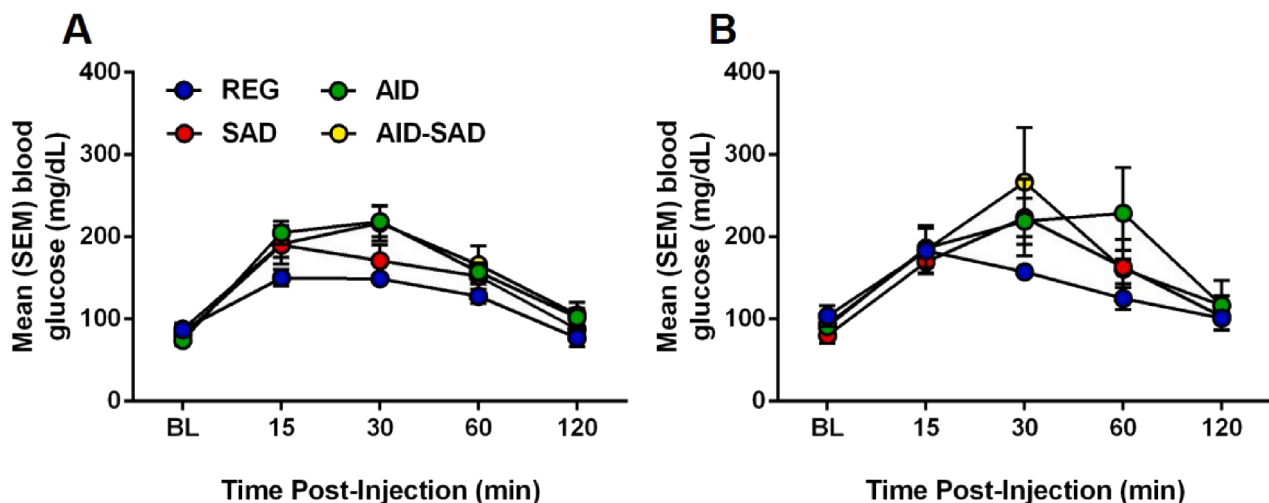 A
Mean (SEM) blood
glucose (mg/dL)
400
300
200
100
0
REG
AID
SAD
AID-SAD
BL 15 30 60 120
Time Post-Injection (min)
B
Mean (SEM) blood
glucose (mg/dL)
400
300
200
100
0
BL 15 30 60 120
Time Post-Injection (min)